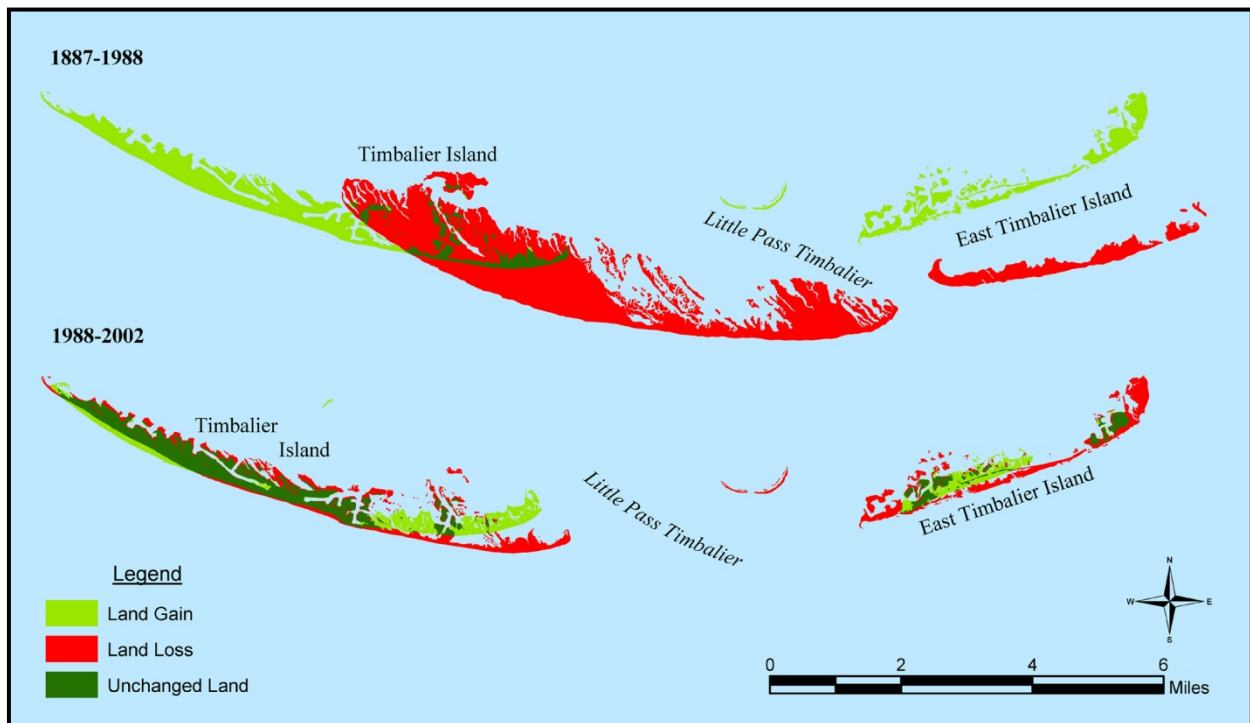 1887-1988
Timbalier Island
Little Pass Timbalier
East Timbalier Island
1988-2002
Timbalier
Island
Little Pass Timbalier
East Timbalier Island
Legend
Land Gain
Land Loss
Unchanged Land
N
W E
S
0 2 4 6
Miles